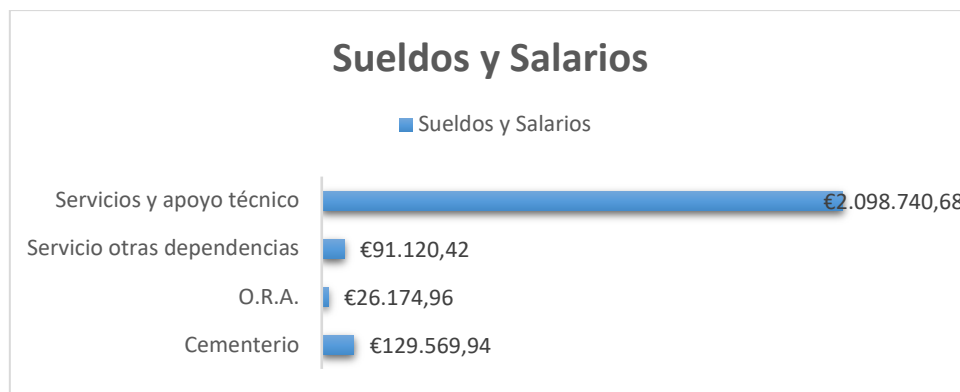 Sueldos y Salarios
Sueldos y Salarios
Servicios y apoyo técnico €2.098.740,68
Servicio otras dependencias €91.120,42
O.R.A. €26.174,96
Cementerio €129.569,94